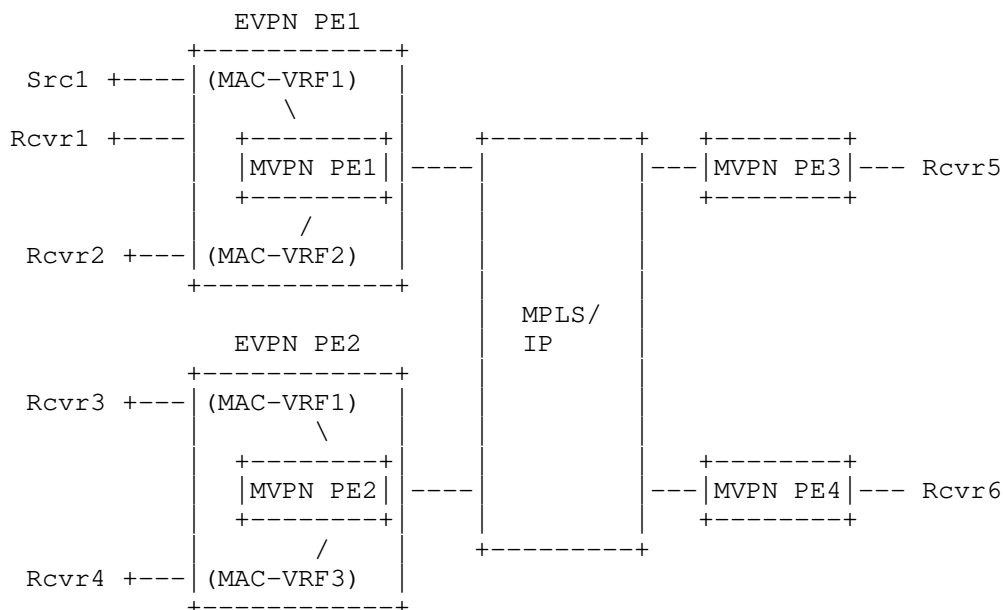 EVPN PE1
+------------+
Src1 +----|(MAC-VRF1) |
| \ |
Rcvr1 +----| +--------+ | +---------+ +--------+
| |MVPN PE1||----| |---|MVPN PE3|--- Rcvr5
| +--------+ | | | +--------+
| / | | |
Rcvr2 +---|(MAC-VRF2) | | |
+------------+ | |
| MPLS/ |
EVPN PE2 | IP |
+------------+ | |
Rcvr3 +---|(MAC-VRF1) | | |
| \ | | |
| +--------+ | | | +--------+
| |MVPN PE2||----| |---|MVPN PE4|--- Rcvr6
| +--------+ | | | +--------+
| / | +---------+
Rcvr4 +---|(MAC-VRF3) |
+------------+